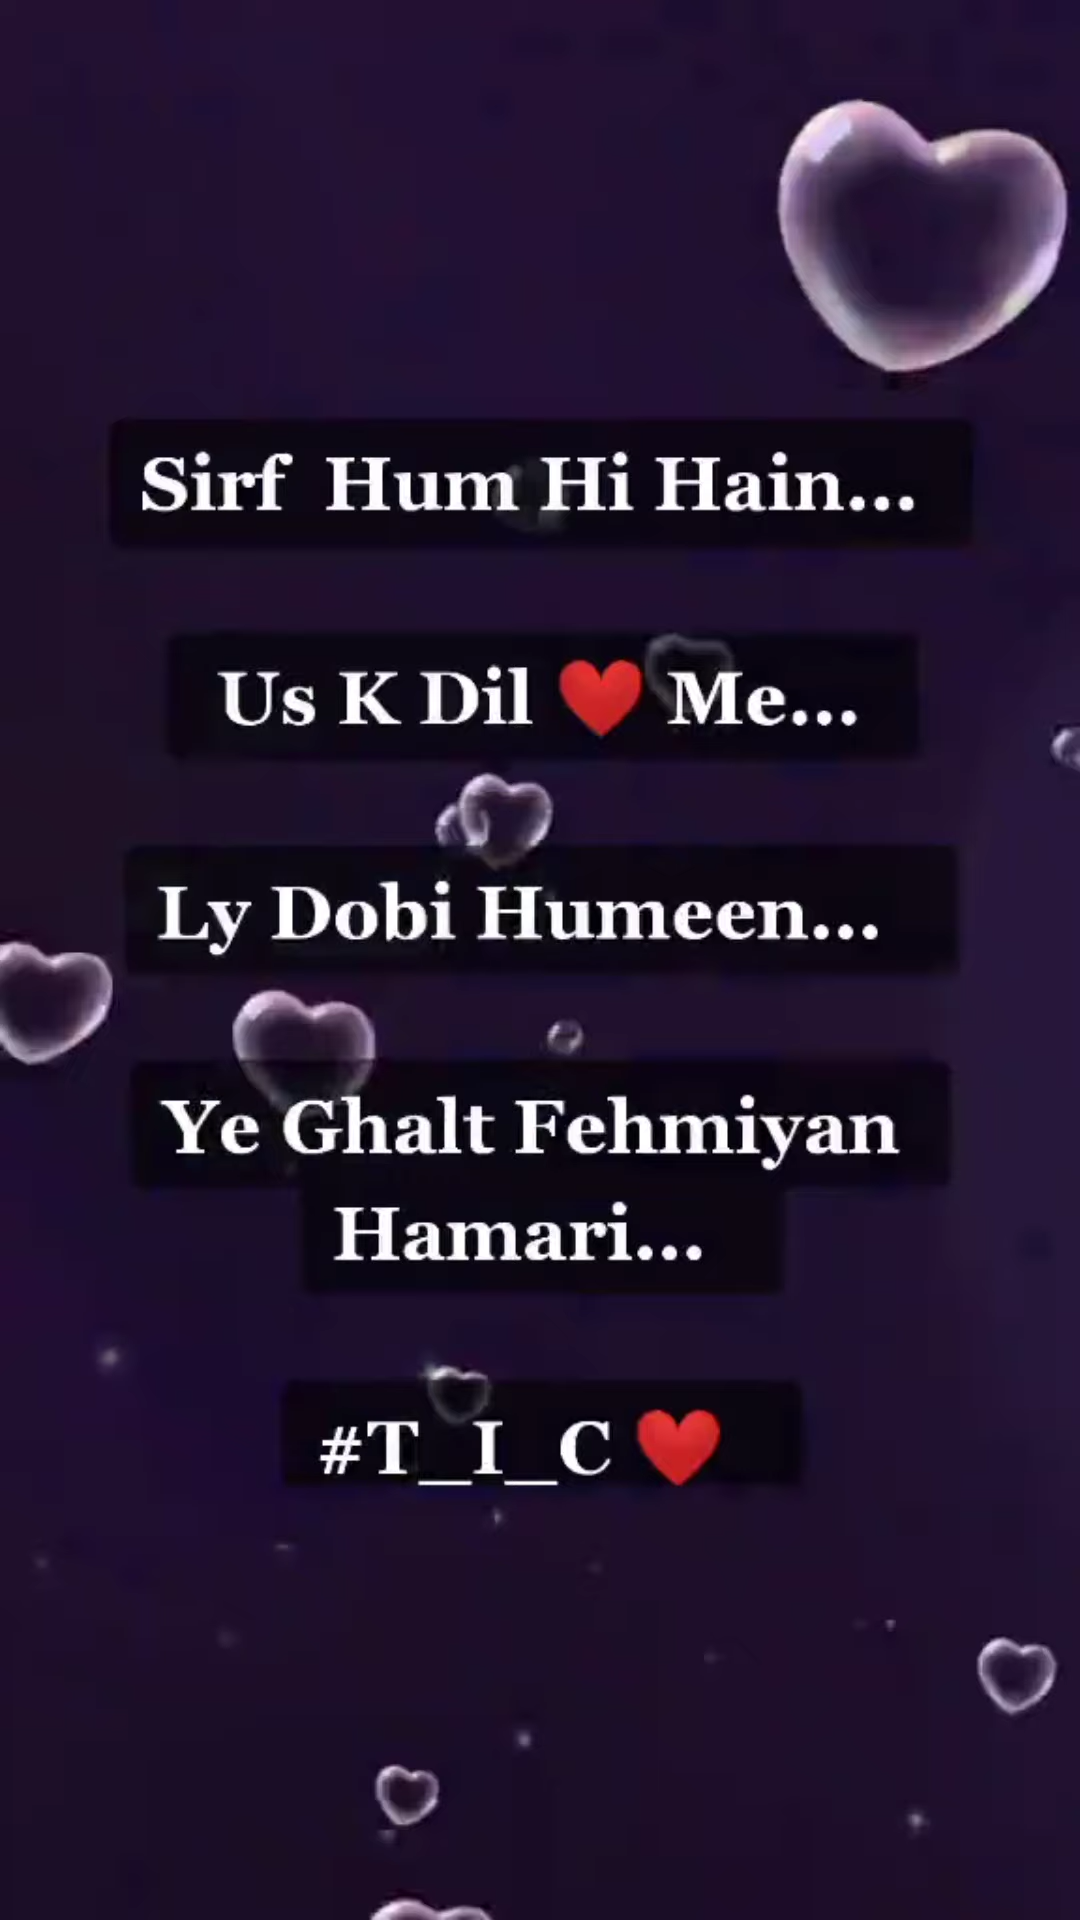 Sirf Hum Hi Hain...
Us K Dil ❤️ Me...
Ly Dobi Humeen...
Ye Ghalt Fehmiyan
Hamari...
#T_I_C ❤️